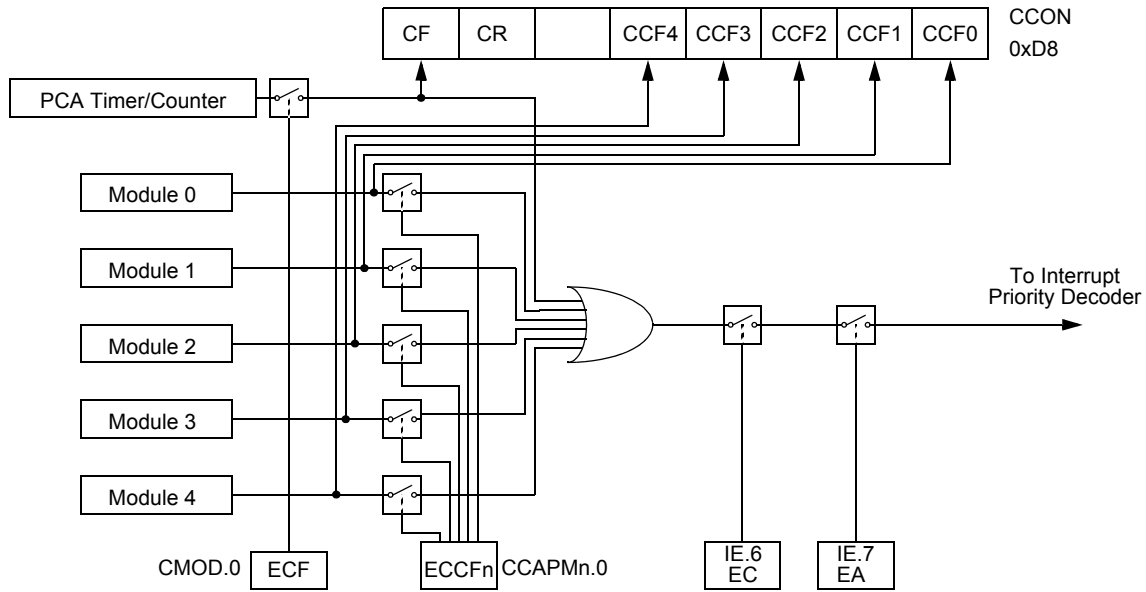 CF CR CCF4 CCF3 CCF2 CCF1 CCF0 CCON
0xD8
PCA Timer/Counter
Module 0
Module 1
To Interrupt
Priority Decoder
Module 2
Module 3
Module 4
CMOD.0 ECF ECCFn CCAPMn.0
IE.6
EC
IE.7
EA